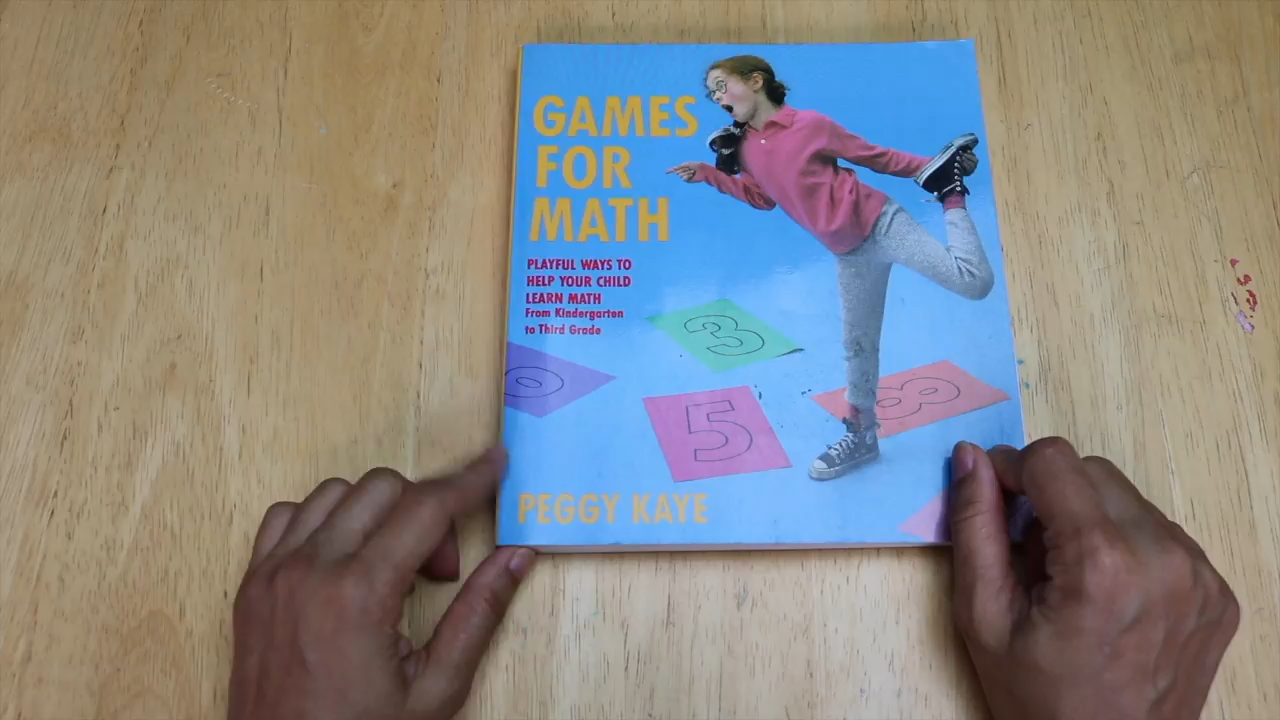 GAMES
FOR
MATH
PLAYFUL WAYS TO
HELP YOUR CHILD
LEARN MATH
From Kindergarten
to Third Grade
3
0
8
5
PEGGY KAYE